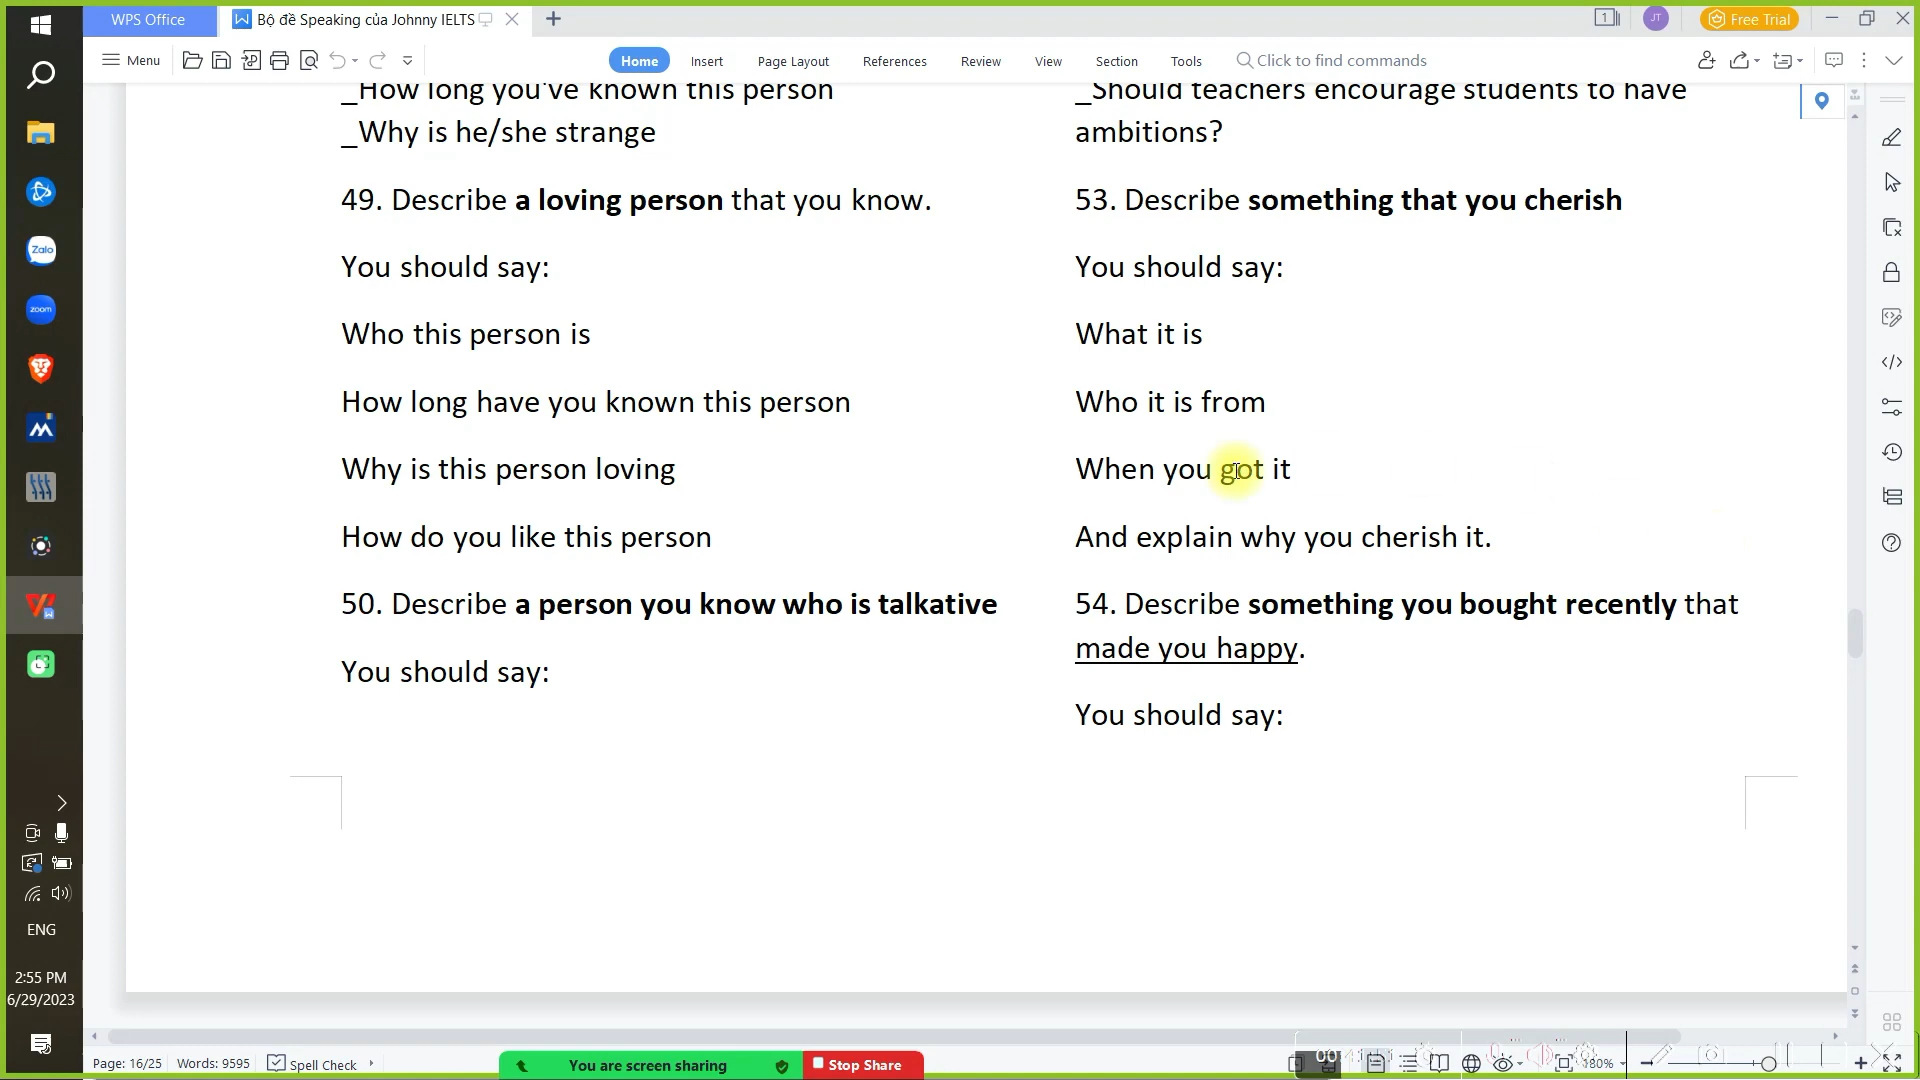 WPS Office
Bộ đề Speaking của Johnny IELTS
JT
Free Trial
Menu
Home
Insert
Page Layout
References
Review
View
Section
Tools
Click to find commands
_How long you've known this person
_Why is he/she strange
49. Describe a loving person that you know.
You should say:
Who this person is
How long have you known this person
Why is this person loving
How do you like this person
50. Describe a person you know who is talkative
You should say:
_Should teachers encourage students to have
ambitions?
53. Describe something that you cherish
You should say:
What it is
Who it is from
When you got it
And explain why you cherish it.
54. Describe something you bought recently that
made you happy.
You should say:
Zalo
zoom
ENG
2:55 PM
6/29/2023
Page: 16/25
Words: 9595
Spell Check
You are screen sharing
Stop Share
180%